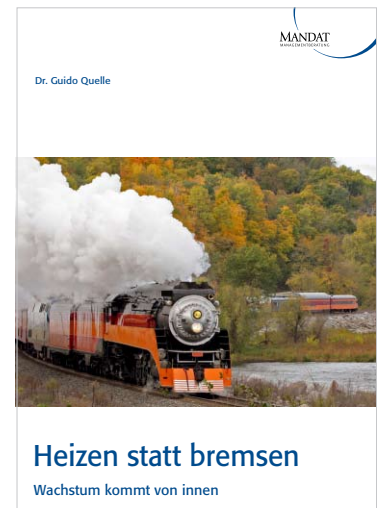 MANDAT
MANAGEMENTBERATUNG
Dr. Guido Quelle
Heizen statt bremsen
Wachstum kommt von innen